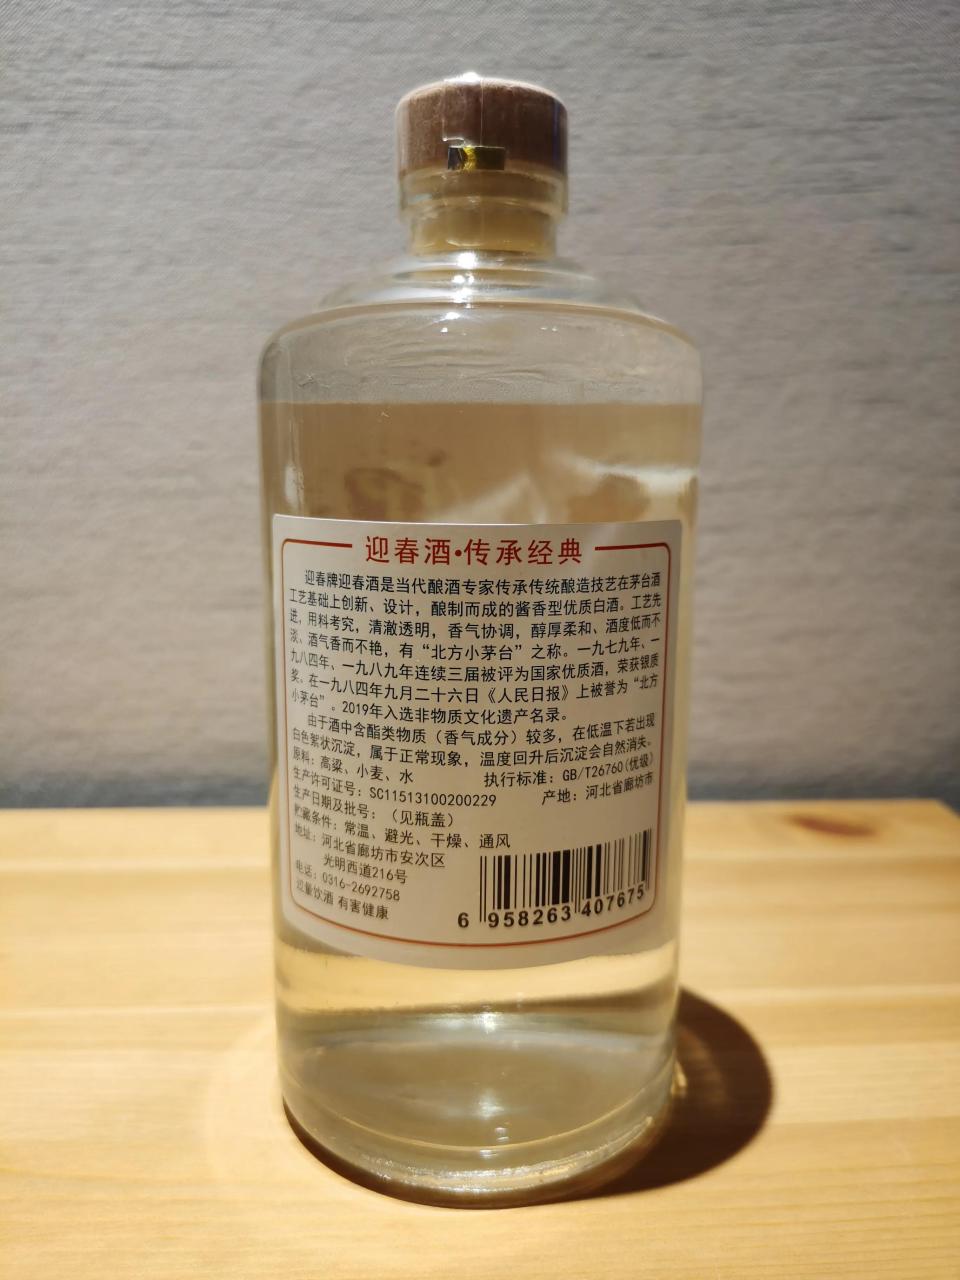 迎春酒·传承经典
迎春牌迎春酒是当代酿酒专家传承传统酿造技艺在茅台酒
工艺基础上创新、设计，酿制而成的酱香型优质白酒。工艺先
进，用料考究，清澈透明，香气协调，醇厚柔和、酒度低而不
淡、酒气香而不艳，有“北方小茅台”之称。一九七九年、一
九八四年、一九八九年连续三届被评为国家优质酒，荣获银质
奖。在一九八四年九月二十六日《人民日报》上被誉为“北方
小茅台”。2019年入选非物质文化遗产名录。
由于酒中含酯类物质（香气成分）较多，在低温下若出现
白色絮状沉淀，属于正常现象，温度回升后沉淀会自然消失。
原料：高粱、小麦、水 执行标准：GB/T26760(优级)
生产许可证号：SC11513100200229 产地：河北省廊坊市
生产日期及批号：（见瓶盖）
贮藏条件：常温、避光、干燥、通风
地址：河北省廊坊市安次区
光明西道216号
电话：0316-2692758
过量饮酒 有害健康
6 958263 407675